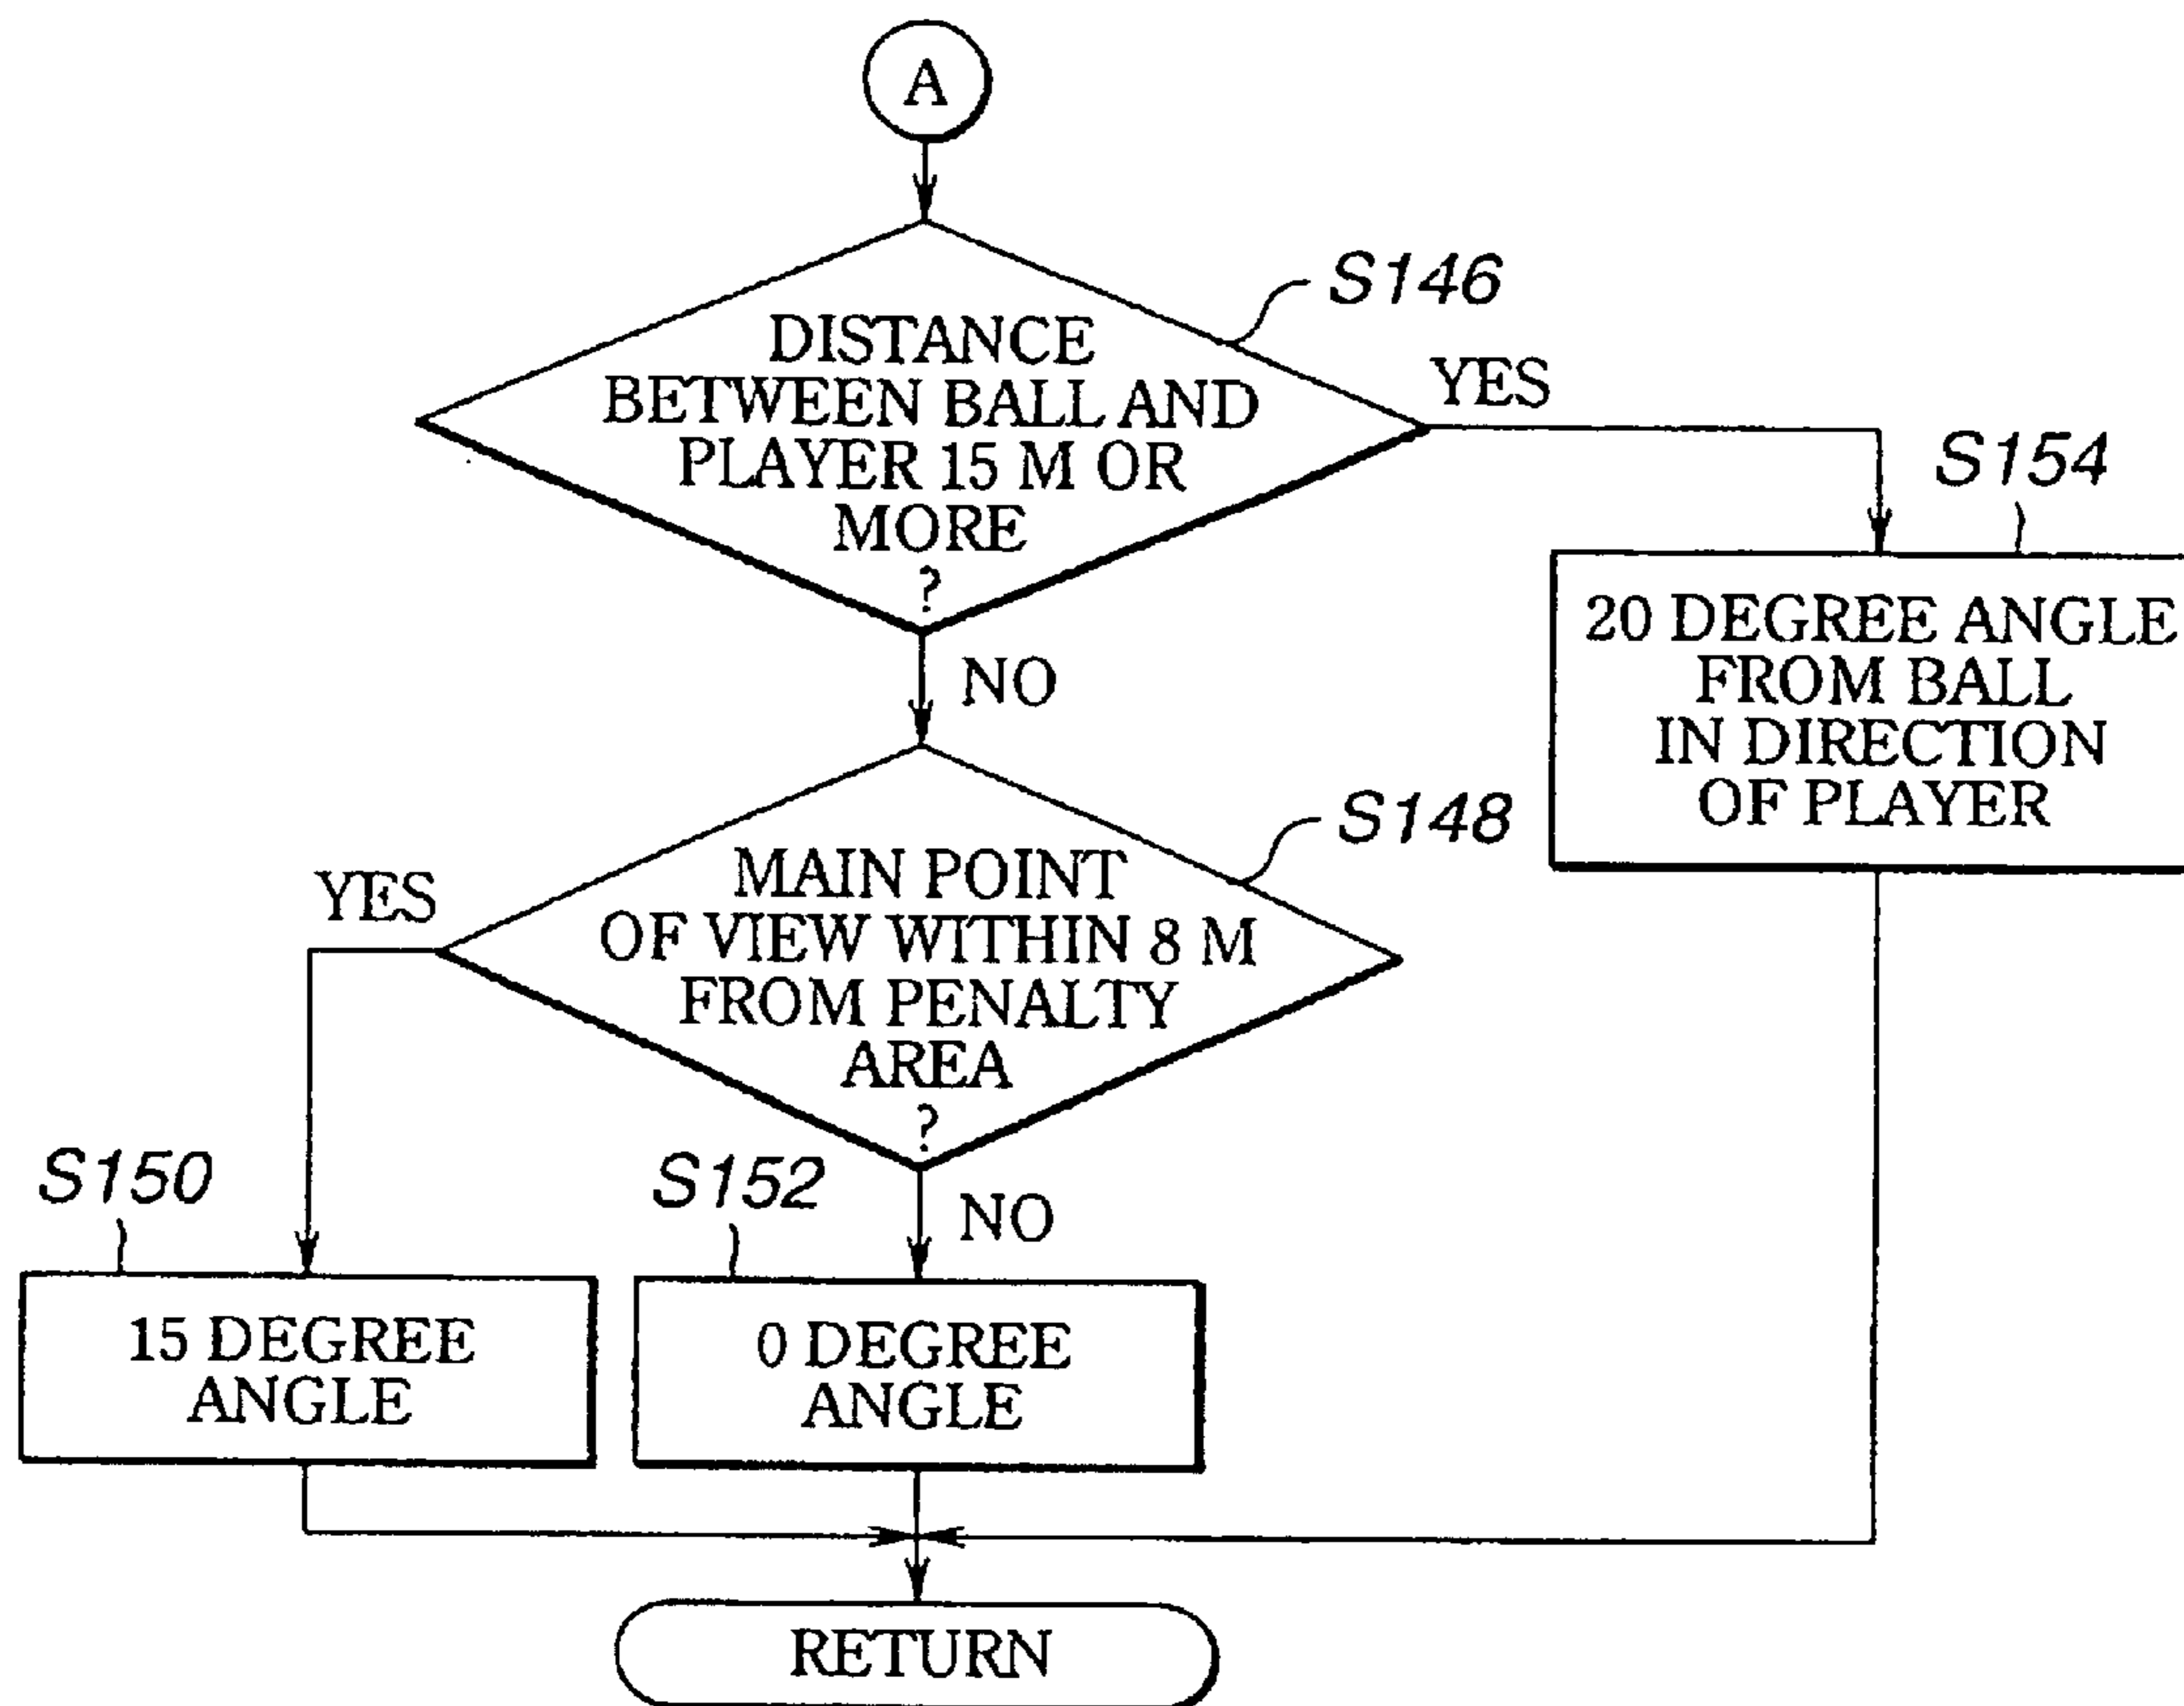 A
S146
DISTANCE
BETWEEN BALL AND
PLAYER 15 M OR
MORE
?
YES
S154
20 DEGREE ANGLE
FROM BALL
IN DIRECTION
OF PLAYER
NO
S148
MAIN POINT
OF VIEW WITHIN 8 M
FROM PENALTY
AREA
?
YES
NO
S150
15 DEGREE
ANGLE
S152
0 DEGREE
ANGLE
RETURN